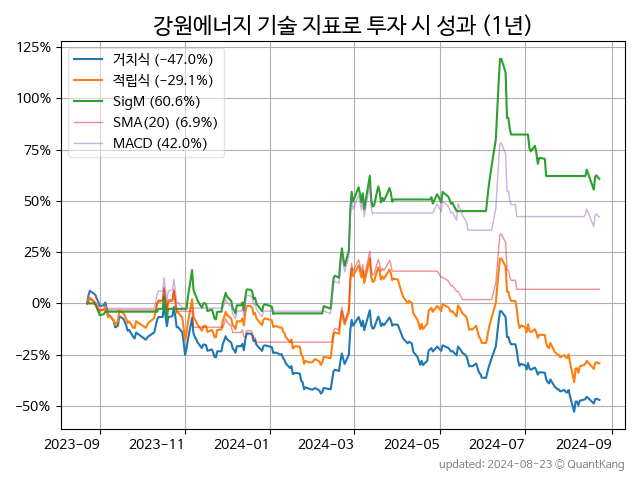 강원에너지 기술 지표로 투자 시 성과 (1년)
125%
100%
75%
50%
25%
0%
−25%
−50%
거치식 (−47.0%)
적립식 (−29.1%)
SigM (60.6%)
SMA(20) (6.9%)
MACD (42.0%)
2023-09 2023-11 2024-01 2024-03 2024-05 2024-07 2024-09
updated: 2024-08-23 © QuantKang